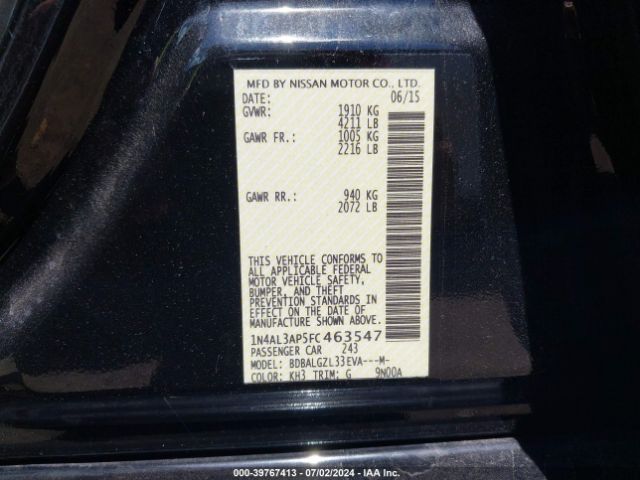 MFD BY NISSAN MOTOR CO., LTD.
DATE: 06/15
GVWR: 1910 KG
4211 LB
GAWR FR.: 1005 KG
2216 LB
GAWR RR.: 940 KG
2072 LB
THIS VEHICLE CONFORMS TO
ALL APPLICABLE FEDERAL
MOTOR VEHICLE SAFETY,
BUMPER, AND THEFT
PREVENTION STANDARDS IN
EFFECT ON THE DATE OF
MANUFACTURE SHOWN ABOVE.
1N4AL3AP5FC463547
PASSENGER CAR 243
MODEL: BDBALGZL33EVA---M-
COLOR: KH3 TRIM: G 9N00A
000-39767413 - 07/02/2024 - IAA Inc.